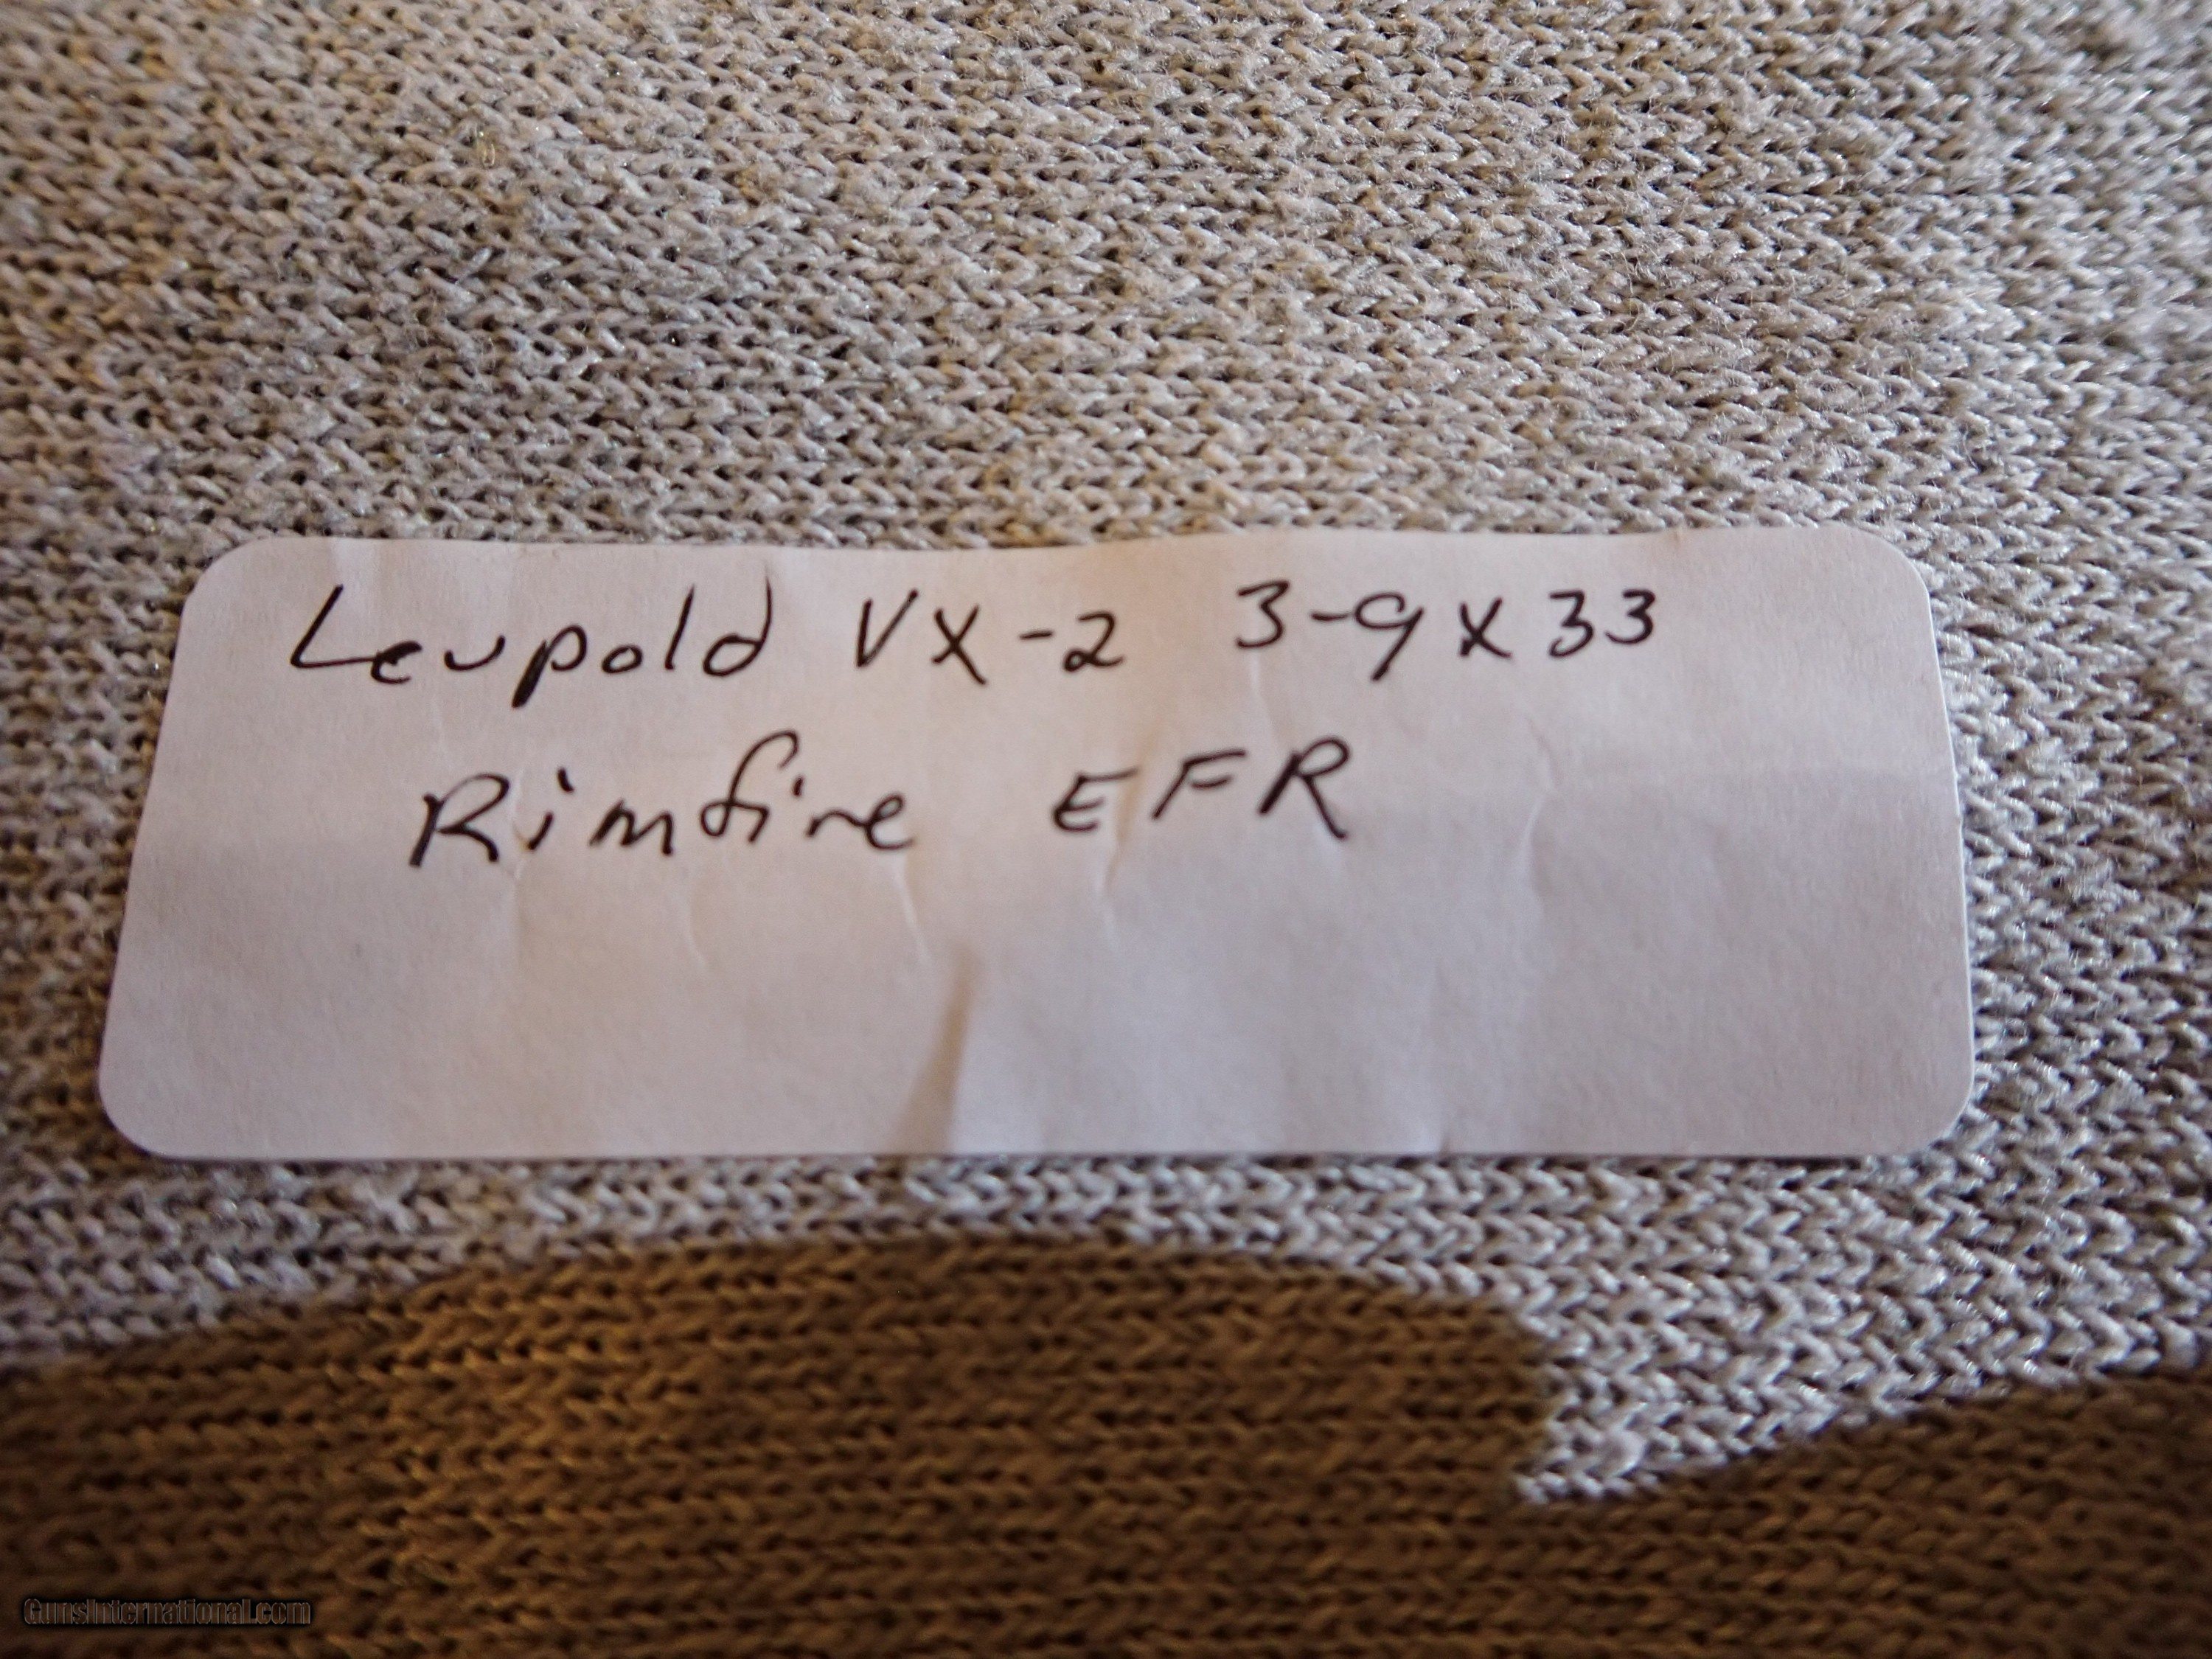 Leupold VX-2 3-9x33
Rimfire EFR
GunsInternational.com